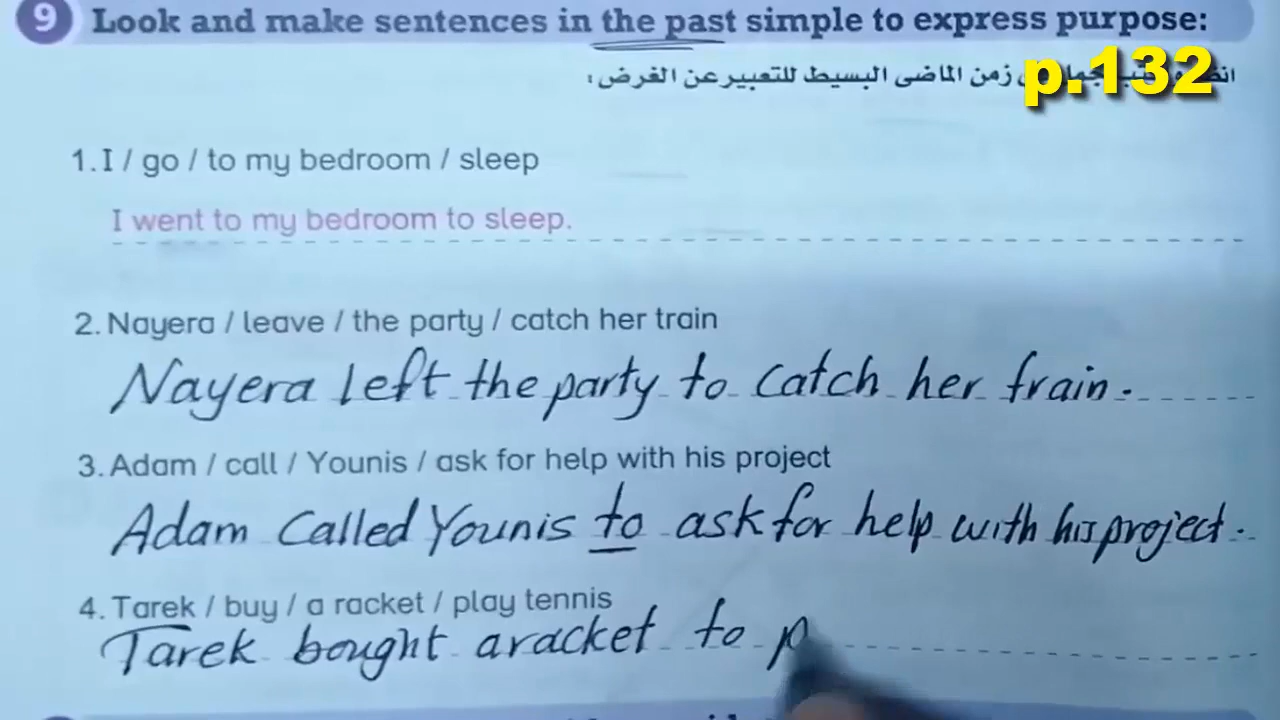 9 Look and make sentences in the past simple to express purpose:
زمن الماضى البسيط للتعبير عن الغرض :
p.132
1. I / go / to my bedroom / sleep
I went to my bedroom to sleep.
2. Nayera / leave / the party / catch her train
Nayera left the party to catch her train.
3. Adam / call / Younis / ask for help with his project
Adam Called Younis to ask for help with his project.
4. Tarek / buy / a racket / play tennis
Tarek bought a racket to p